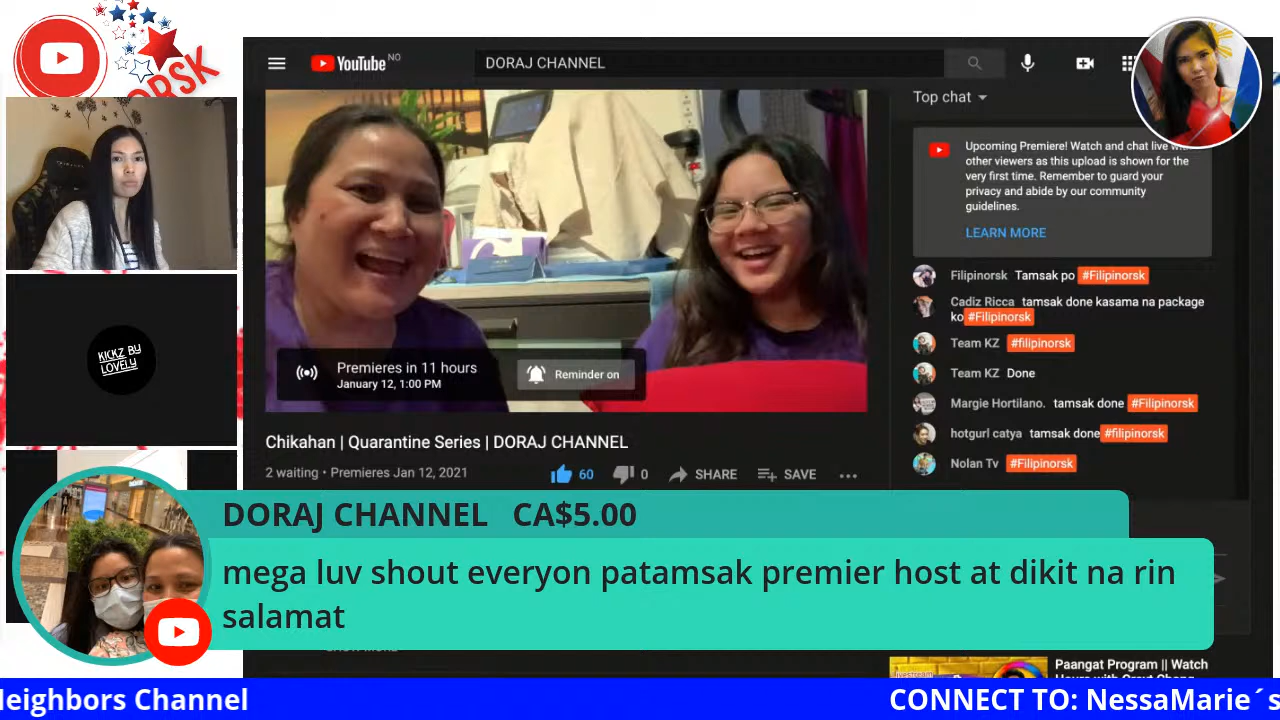 ORSK
YouTube NO
DORAJ CHANNEL
Top chat
Upcoming Premiere! Watch and chat live
other viewers as this upload is shown for the
very first time. Remember to guard your
privacy and abide by our community
guidelines.
LEARN MORE
Filipinorsk Tamsak po #Filipinorsk
Cadiz Ricca tamsak done kasama na package
ko #Filipinorsk
Team KZ #filipinorsk
Team KZ Done
Margie Hortilano. tamsak done #Filipinorsk
hotgurl catya tamsak done #filipinorsk
Nolan Tv #Filipinorsk
KICKZ BY
LOVELY
Premieres in 11 hours
January 12, 1:00 PM
Reminder on
Chikahan | Quarantine Series | DORAJ CHANNEL
2 waiting • Premieres Jan 12, 2021
60 0 SHARE SAVE
DORAJ CHANNEL CA$5.00
mega luv shout everyon patamsak premier host at dikit na rin
salamat
Paangat Program || Watch
leighbors Channel
CONNECT TO: NessaMarie´s